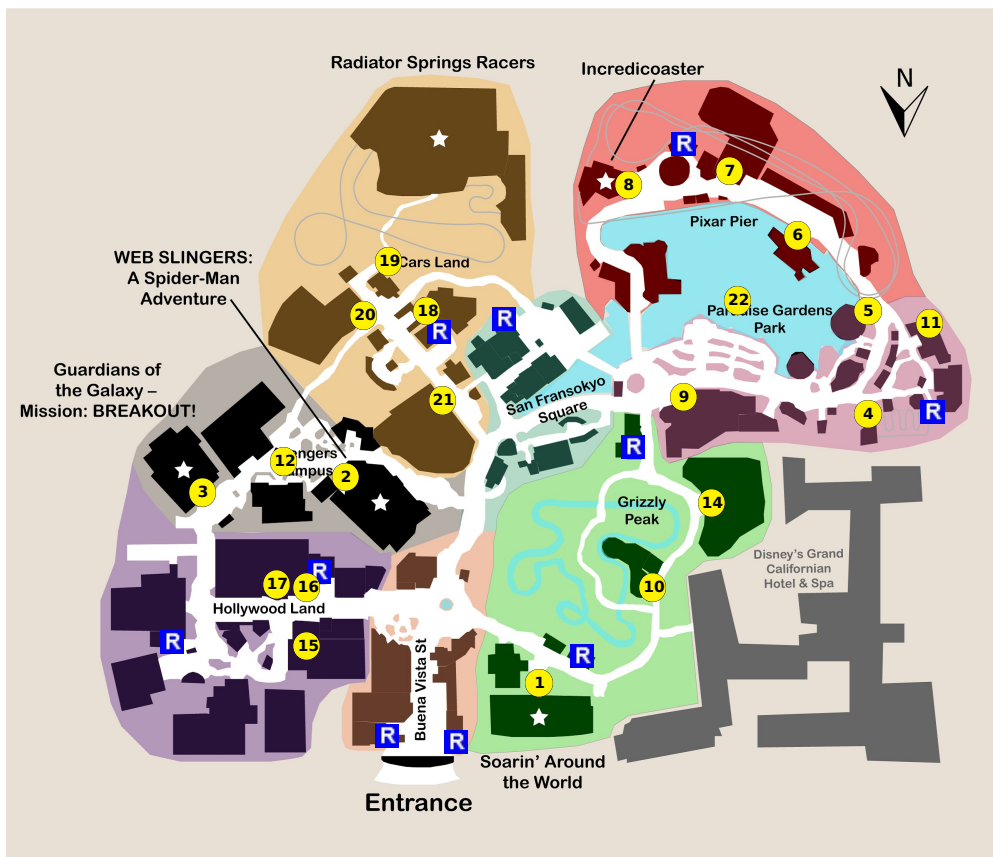 Radiator Springs Racers
Incredicoaster
N
R
7
8
Pixar Pier
6
WEB SLINGERS:
A Spider-Man
Adventure
19
Cars Land
22
Paradise Gardens
Park
5
11
20
18
R
R
Guardians of
the Galaxy –
Mission: BREAKOUT!
21
San Fransokyo
Square
9
4
R
R
12
Avengers
Campus
2
3
14
Grizzly
Peak
Disney's Grand
Californian
Hotel & Spa
17
16
R
10
Hollywood Land
R
15
Buena Vista St
R
1
R
R
Soarin' Around
the World
Entrance